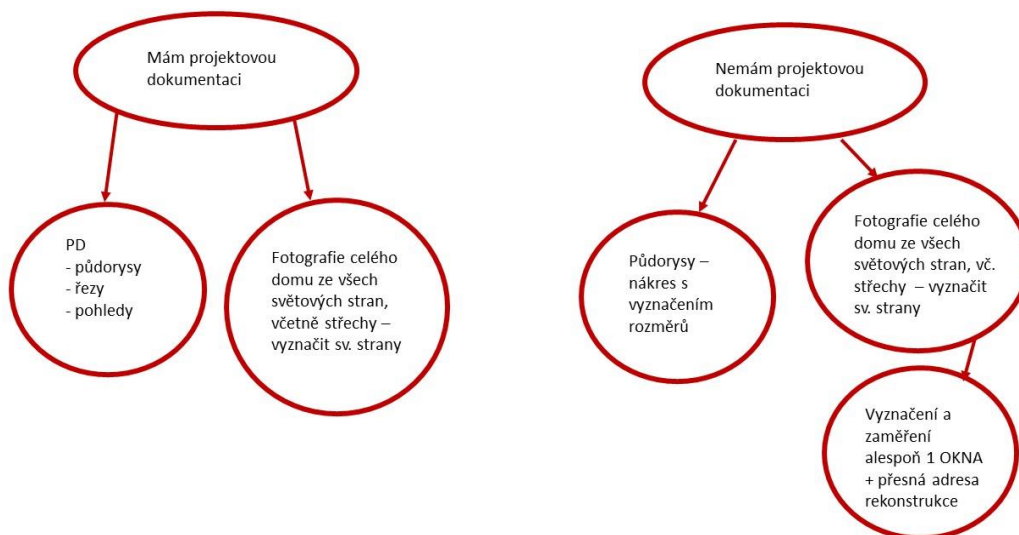 Mám projektovou
dokumentaci
PD
- půdorysy
- řezy
- pohledy
Fotografie celého
domu ze všech
světových stran,
včetně střechy –
vyznačit sv. strany
Nemám projektovou
dokumentaci
Půdorysy –
nákres s
vyznačením
rozměrů
Fotografie celého
domu ze všech
světových stran, vč.
střechy – vyznačit
sv. strany
Vyznačení a
zaměření
alespoň 1 OKNA
+ přesná adresa
rekonstrukce